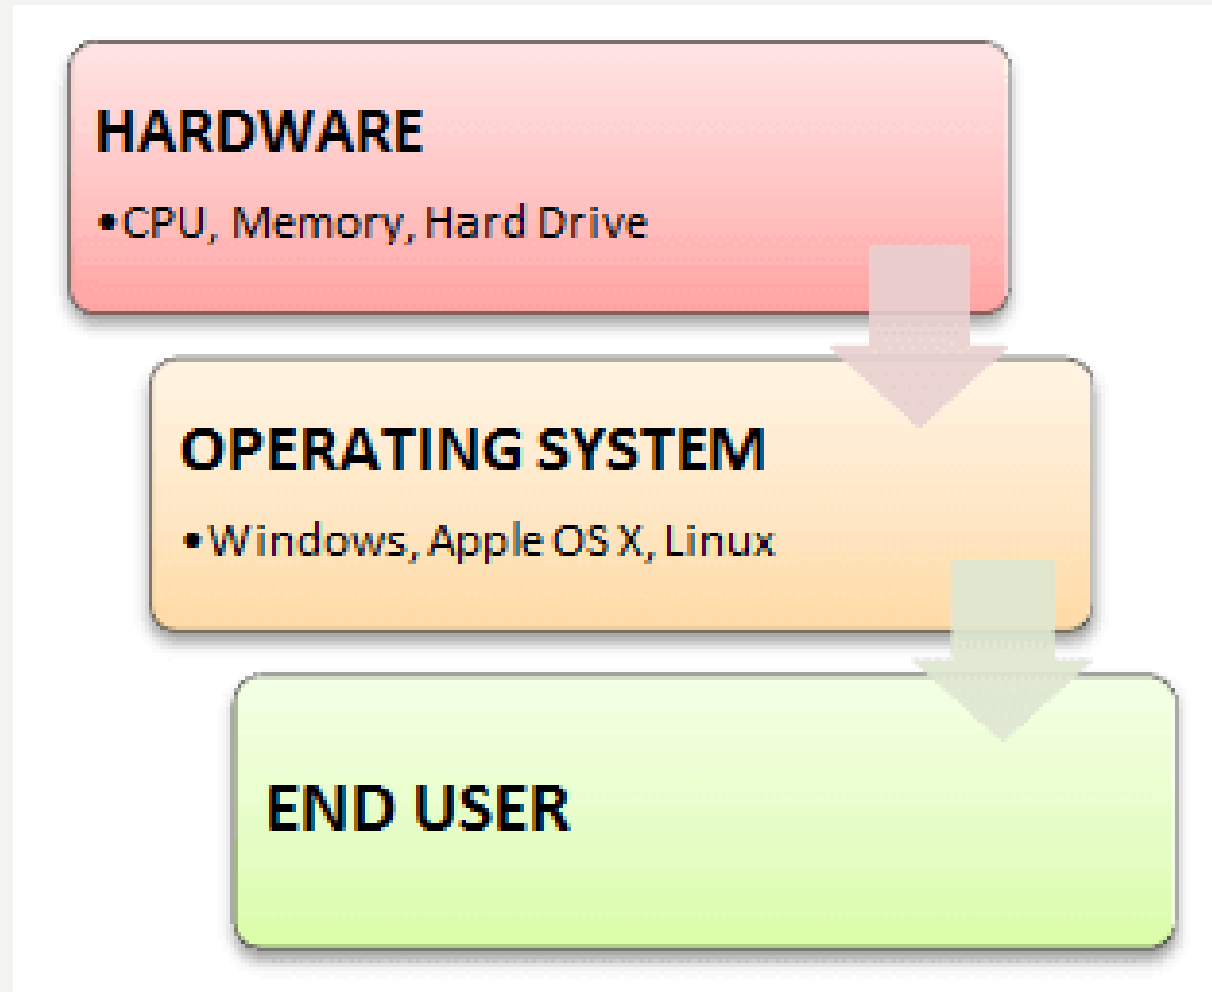 HARDWARE
•CPU, Memory, Hard Drive
OPERATING SYSTEM
•Windows, Apple OS X, Linux
END USER